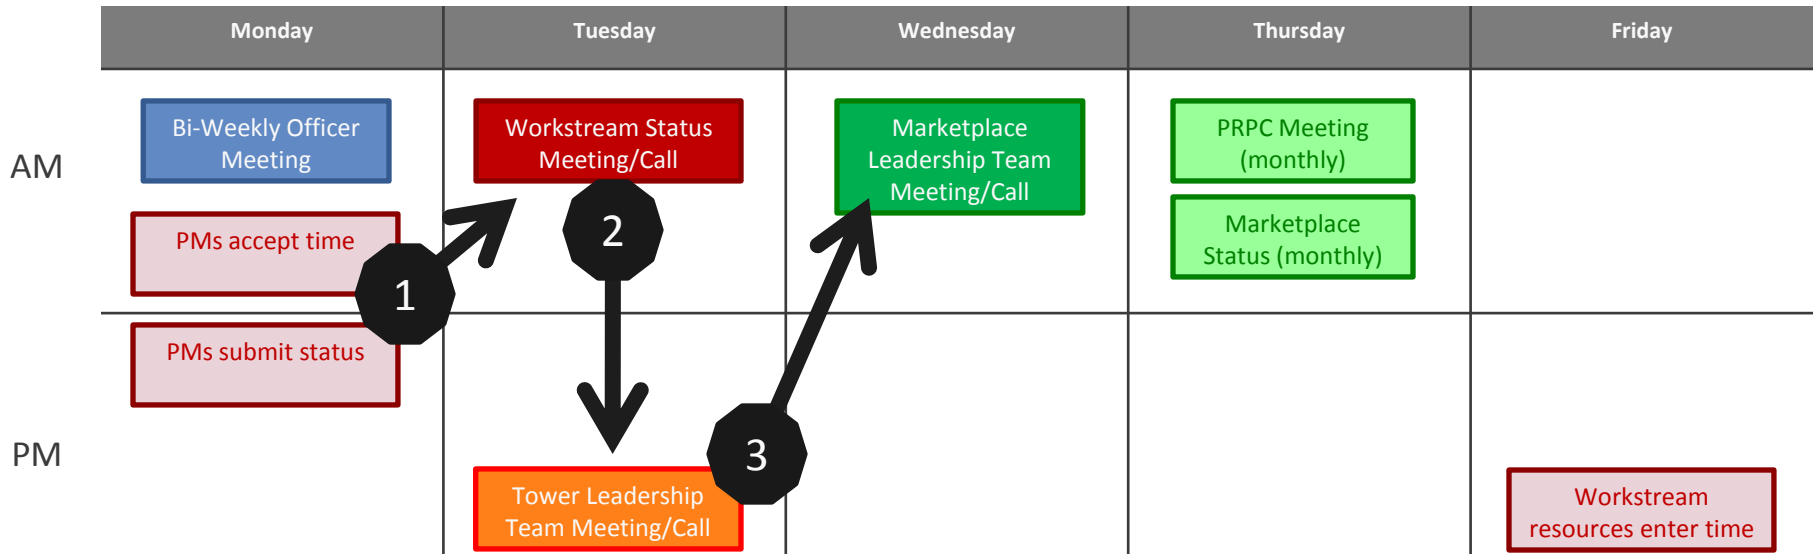 Monday
Tuesday
Wednesday
Thursday
Friday
AM
Bi-Weekly Officer
Meeting
PMs accept time
1
Workstream Status
Meeting/Call
2
Marketplace
Leadership Team
Meeting/Call
PRPC Meeting
(monthly)
Marketplace
Status (monthly)
PM
PMs submit status
Tower Leadership
Team Meeting/Call
3
Workstream
resources enter time